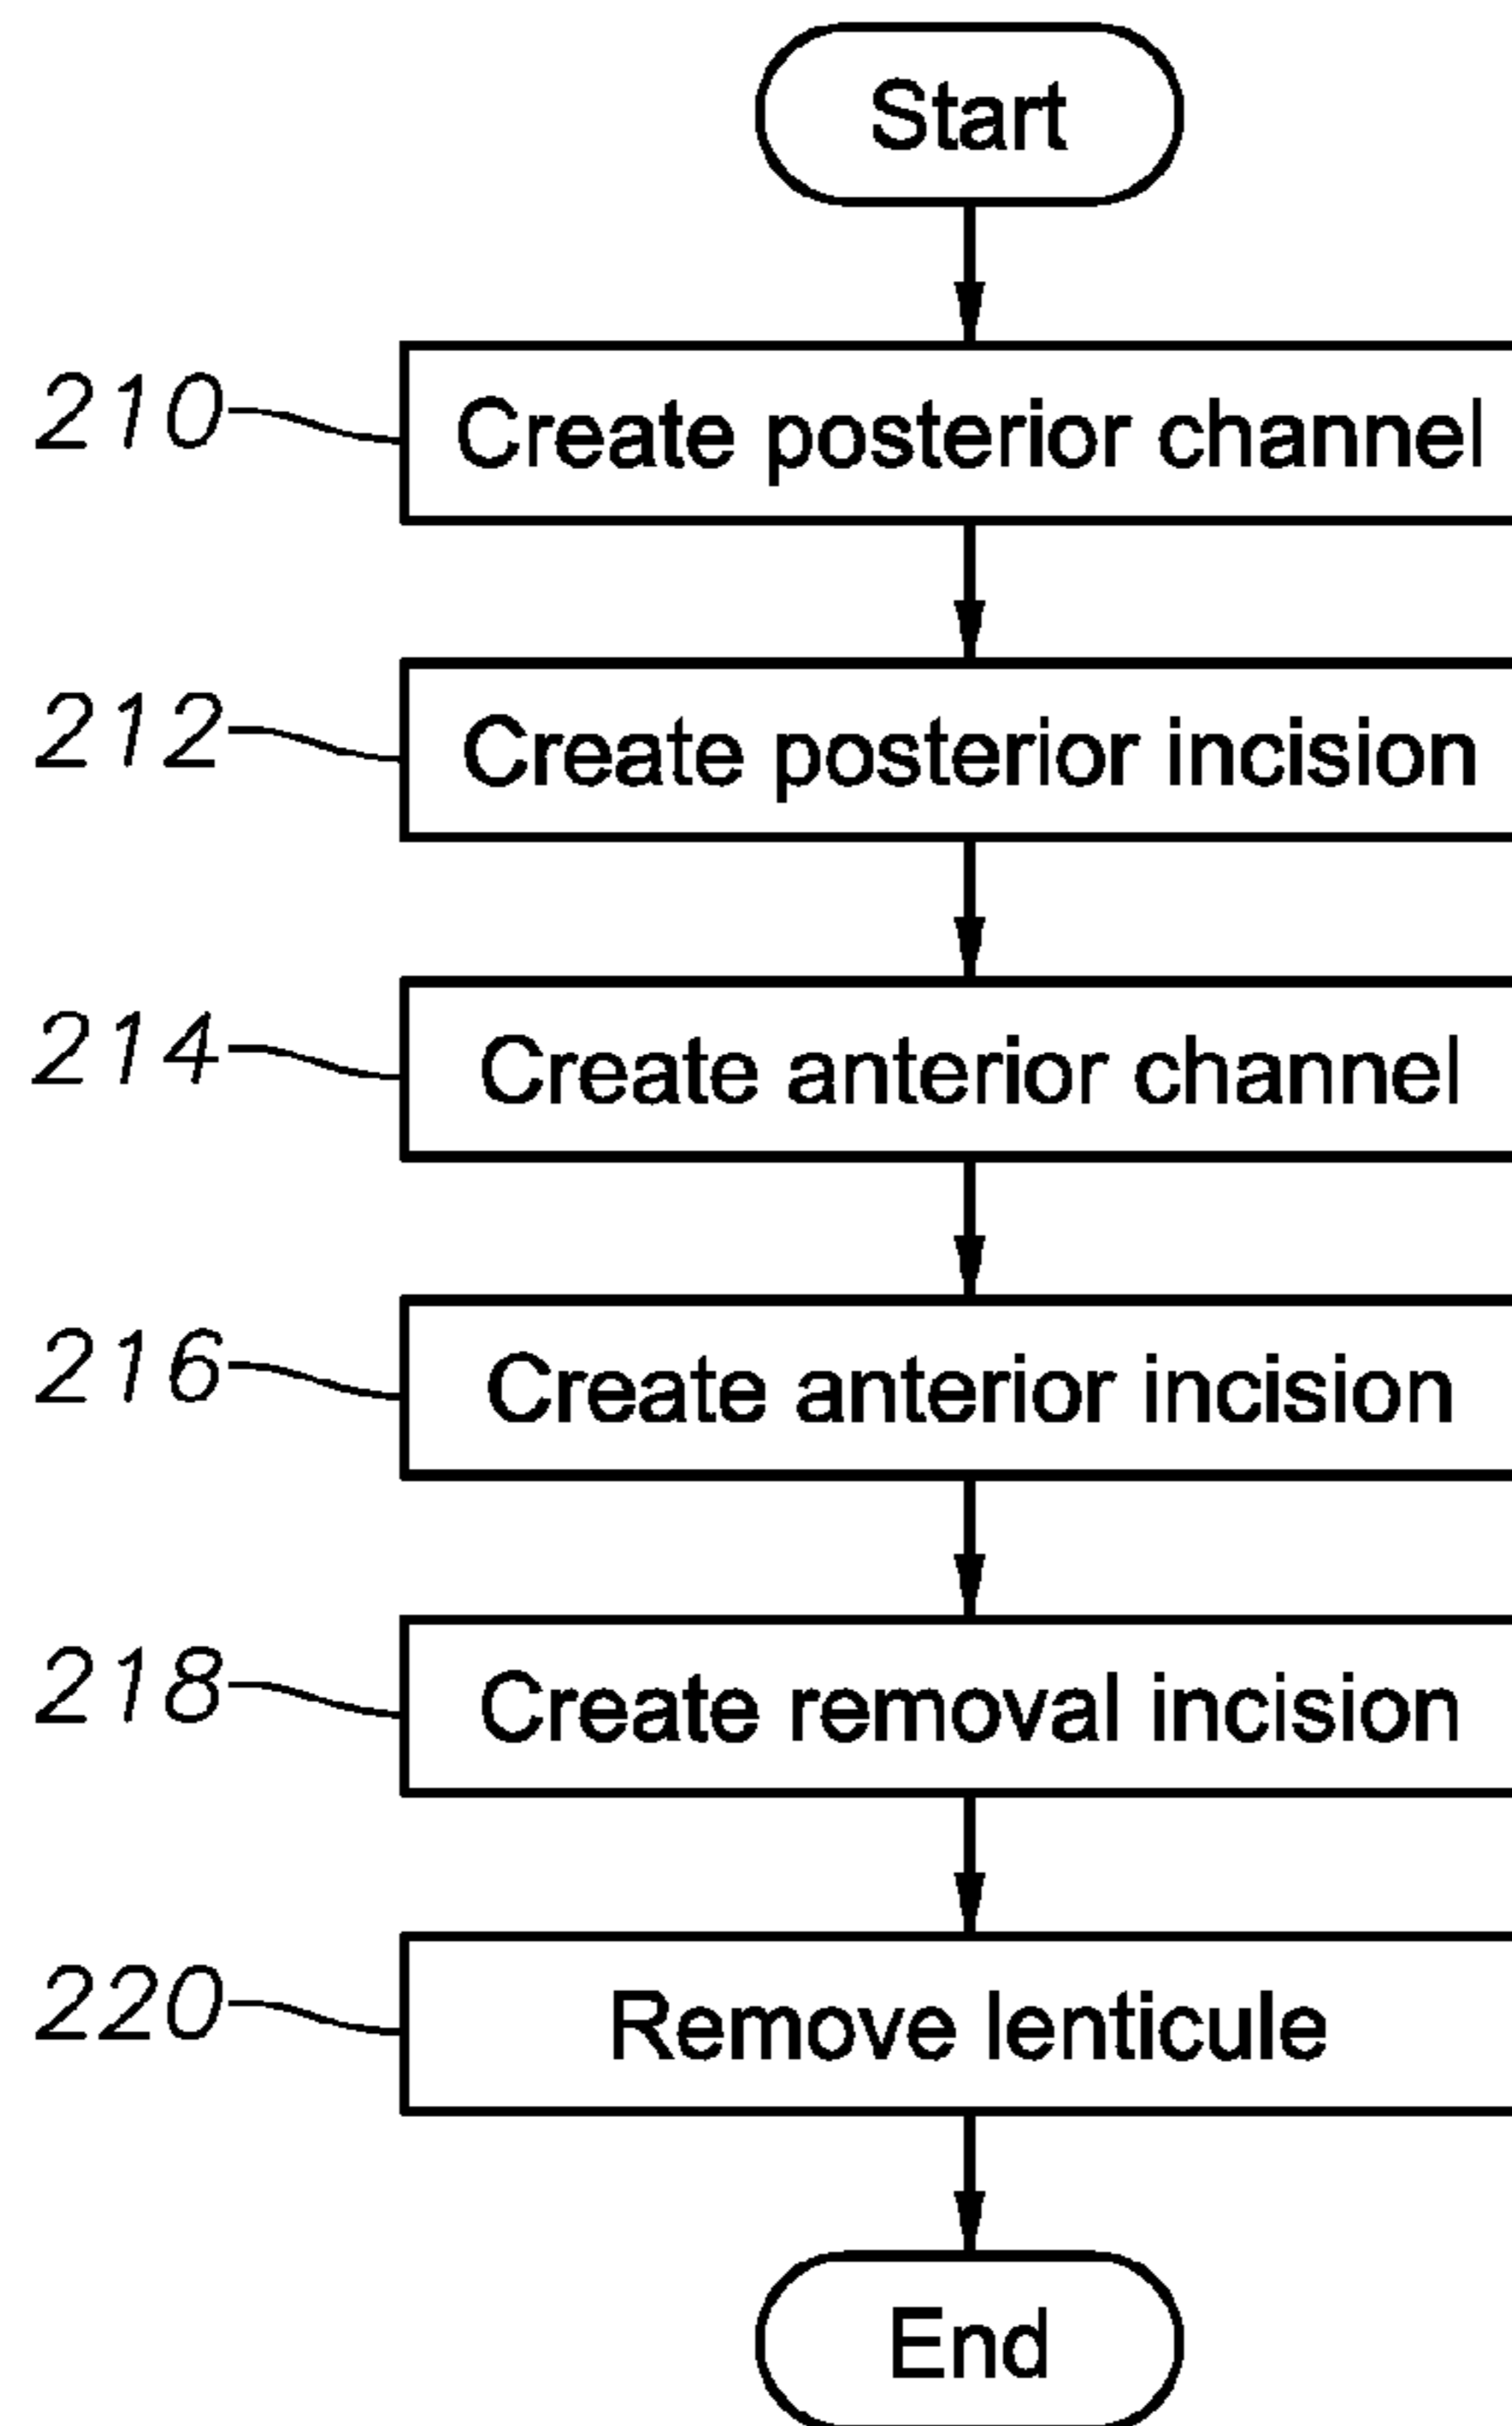 Start
210 Create posterior channel
212 Create posterior incision
214 Create anterior channel
216 Create anterior incision
218 Create removal incision
220 Remove lenticule
End